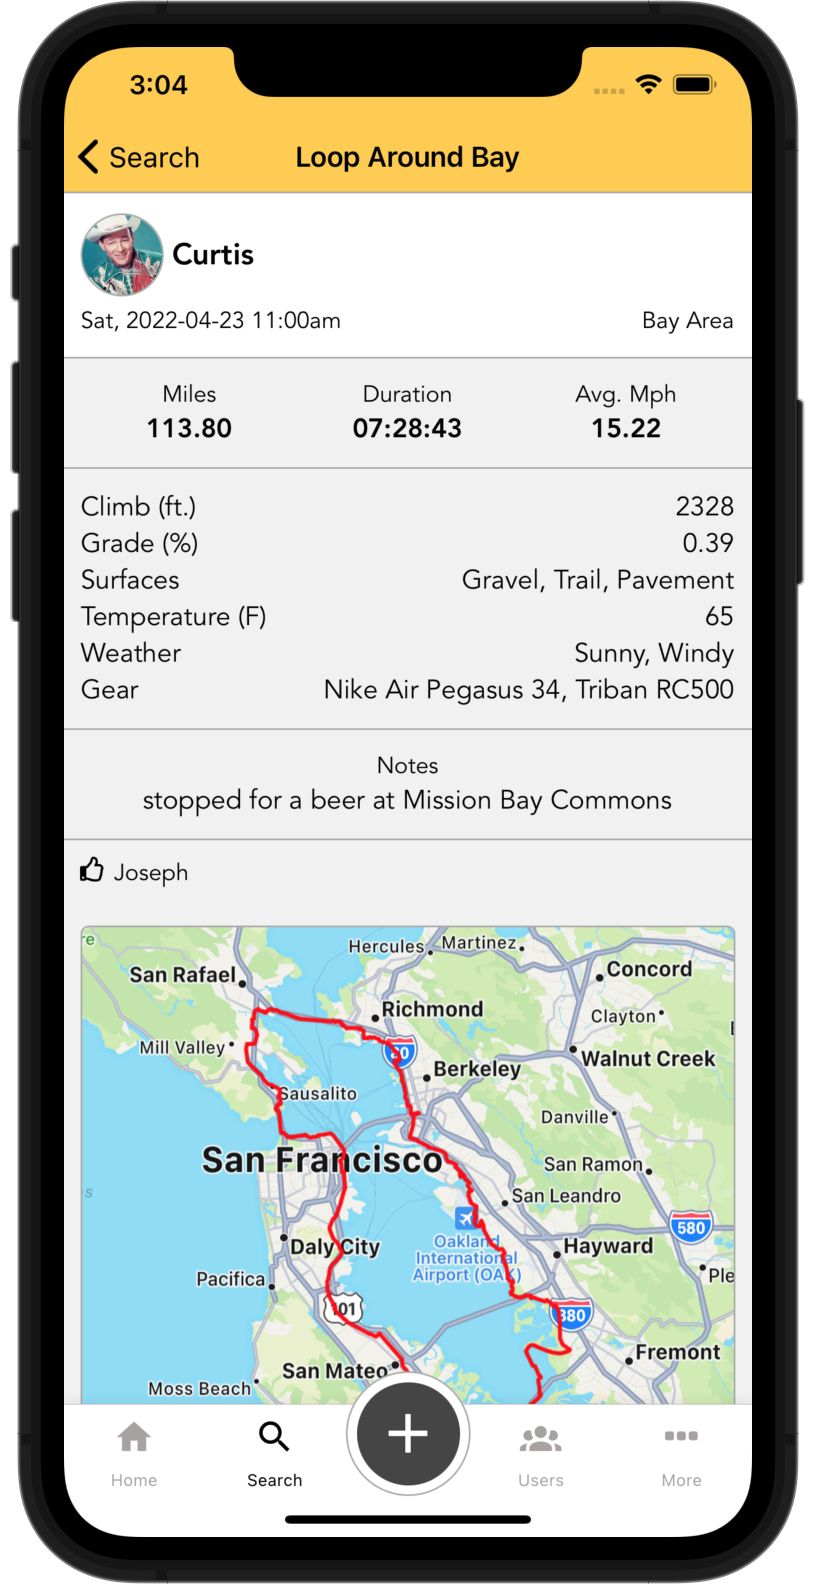 3:04
Search
Loop Around Bay
Curtis
Sat, 2022-04-23 11:00am
Bay Area
Miles
Duration
Avg. Mph
113.80
07:28:43
15.22
Climb (ft.) 2328
Grade (%) 0.39
Surfaces Gravel, Trail, Pavement
Temperature (F) 65
Weather Sunny, Windy
Gear Nike Air Pegasus 34, Triban RC500
Notes
stopped for a beer at Mission Bay Commons
Joseph
re
Hercules
Martinez
San Rafael
Concord
Richmond
Clayton
Mill Valley
80
Walnut Creek
Berkeley
Sausalito
Danville
San Francisco
San Ramon
San Leandro
580
Daly City
Oakland
International
Airport (OAK)
Hayward
Pacifica
Ple
101
880
San Mateo
Fremont
Moss Beach
Home
Search
Users
More